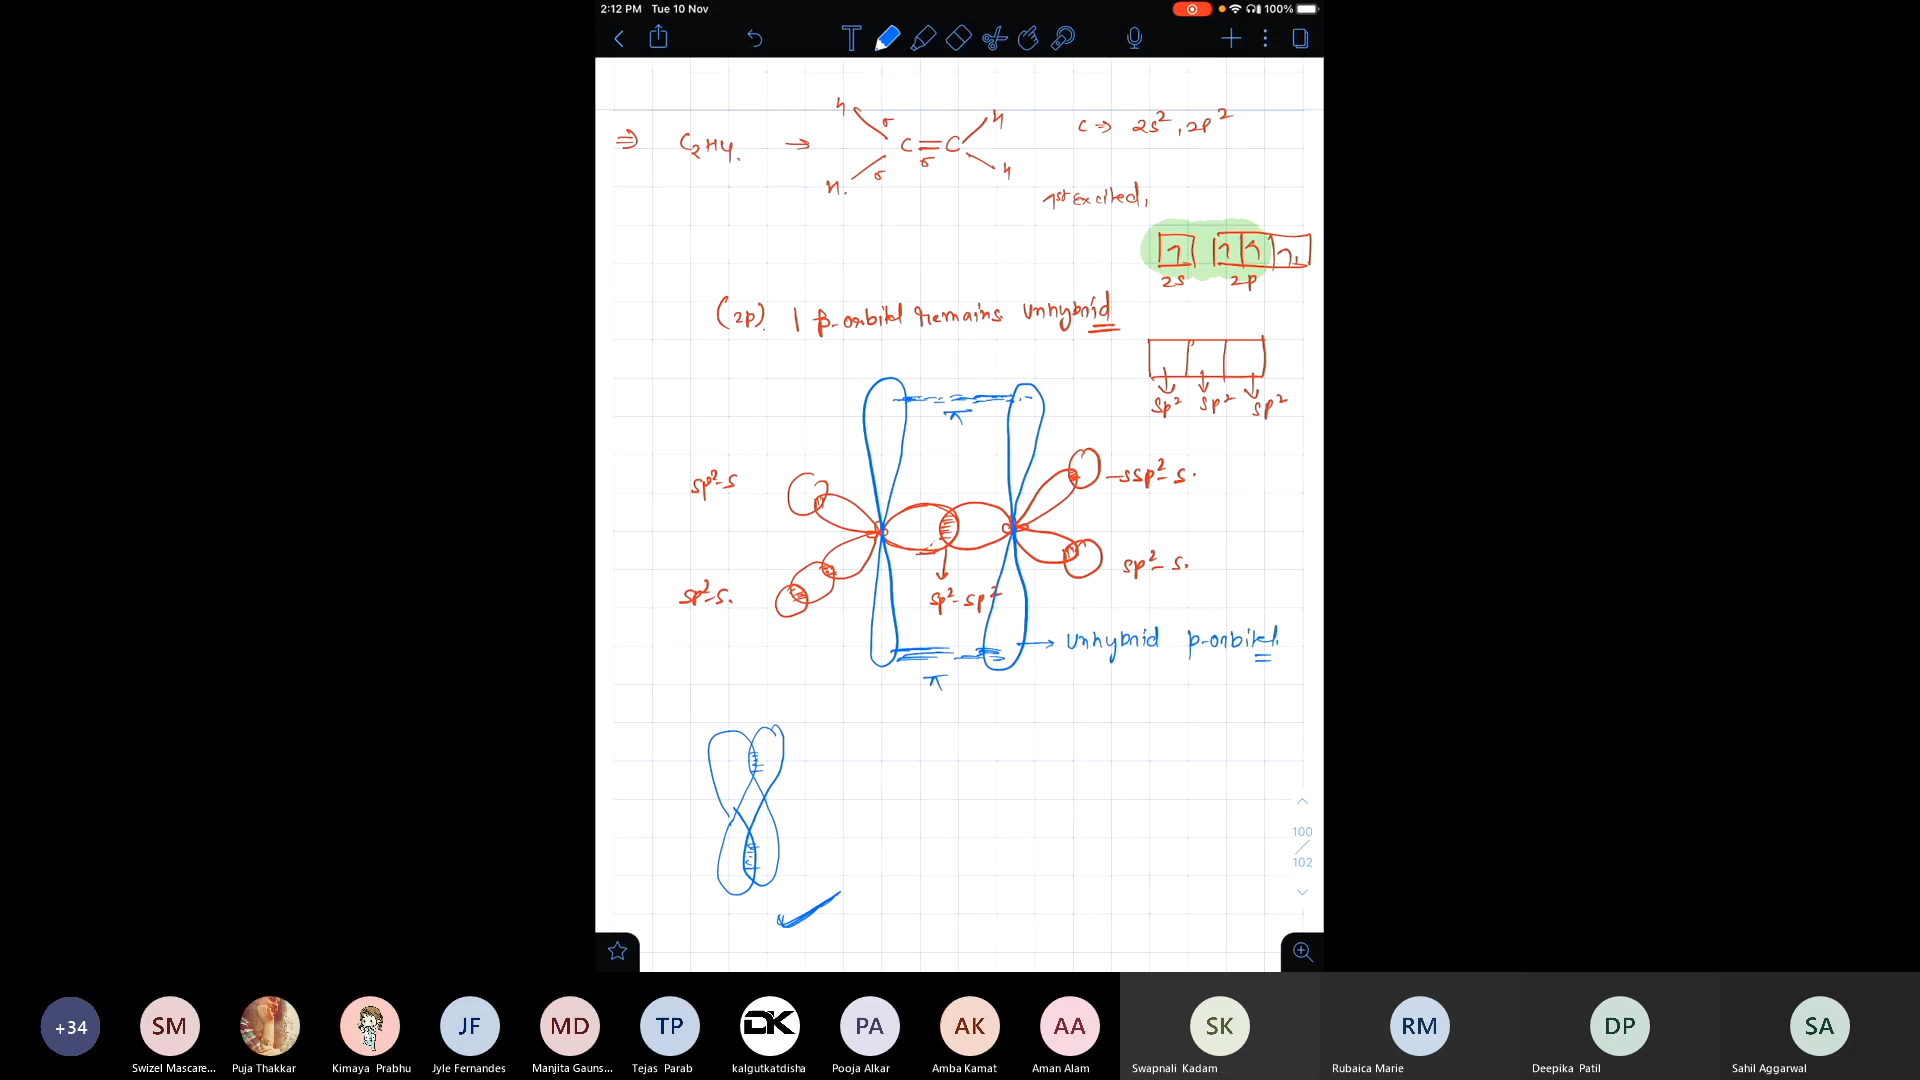 2:12 PM Tue 10 Nov 100%
⇒ C₂H4. → C=C
H H
H. H
σ σ σ
C ⇒ 2s², 2p²
1st Excited,
2s 2p
(2p). 1 p-orbital remains unhybrid
sp² sp² sp²
π
sp²-s
ssp²-s.
sp²-s.
sp²-sp²
sp²-s.
→ unhybrid p-orbital.
π
100
102
+34 SM JF MD TP DK PA AK AA SK RM DP SA
Swizel Mascare... Puja Thakkar Kimaya Prabhu Jyle Fernandes Manjita Gauns... Tejas Parab kalgutkatdisha Pooja Alkar Amba Kamat Aman Alam Swapnali Kadam Rubaica Marie Deepika Patil Sahil Aggarwal